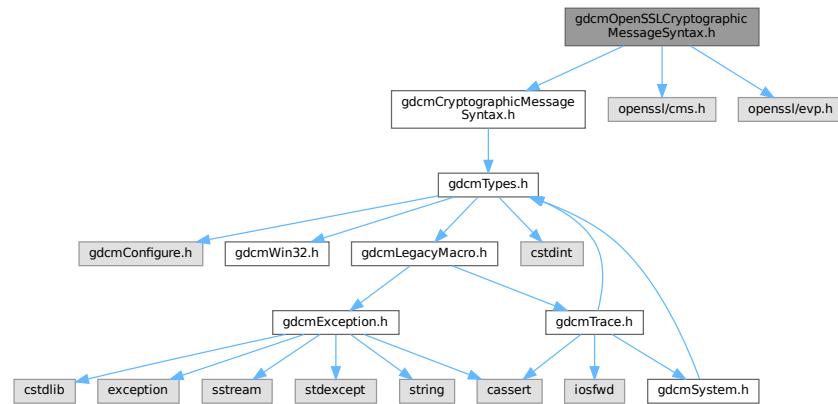 gdcmOpenSSLCryptographic
MessageSyntax.h
gdcmCryptographicMessage
Syntax.h
openssl/cms.h
openssl/evp.h
gdcmTypes.h
gdcmConfigure.h
gdcmWin32.h
gdcmLegacyMacro.h
cstdint
gdcmException.h
gdcmTrace.h
cstdlib
exception
sstream
stdexcept
string
cassert
iosfwd
gdcmSystem.h